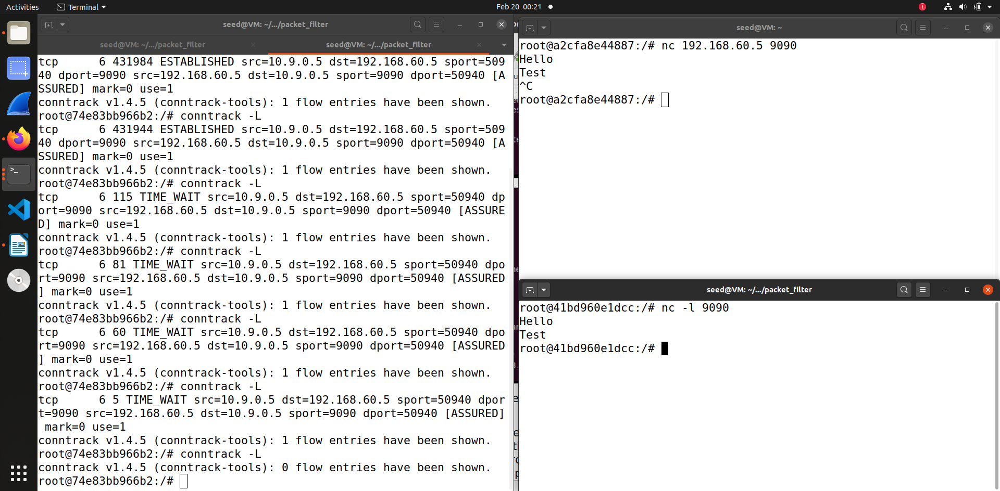 Activities
Terminal
Feb 20 00:21
seed@VM: ~/.../packet_filter
seed@VM: ~/.../packet_filter
seed@VM: ~/.../packet_filter
tcp      6 431984 ESTABLISHED src=10.9.0.5 dst=192.168.60.5 sport=509
40 dport=9090 src=192.168.60.5 dst=10.9.0.5 sport=9090 dport=50940 [A
SSURED] mark=0 use=1
conntrack v1.4.5 (conntrack-tools): 1 flow entries have been shown.
root@74e83bb966b2:/# conntrack -L
tcp      6 431944 ESTABLISHED src=10.9.0.5 dst=192.168.60.5 sport=509
40 dport=9090 src=192.168.60.5 dst=10.9.0.5 sport=9090 dport=50940 [A
SSURED] mark=0 use=1
conntrack v1.4.5 (conntrack-tools): 1 flow entries have been shown.
root@74e83bb966b2:/# conntrack -L
tcp      6 115 TIME_WAIT src=10.9.0.5 dst=192.168.60.5 sport=50940 dp
ort=9090 src=192.168.60.5 dst=10.9.0.5 sport=9090 dport=50940 [ASSURE
D] mark=0 use=1
conntrack v1.4.5 (conntrack-tools): 1 flow entries have been shown.
root@74e83bb966b2:/# conntrack -L
tcp      6 81 TIME_WAIT src=10.9.0.5 dst=192.168.60.5 sport=50940 dpo
rt=9090 src=192.168.60.5 dst=10.9.0.5 sport=9090 dport=50940 [ASSURED
] mark=0 use=1
conntrack v1.4.5 (conntrack-tools): 1 flow entries have been shown.
root@74e83bb966b2:/# conntrack -L
tcp      6 60 TIME_WAIT src=10.9.0.5 dst=192.168.60.5 sport=50940 dpo
rt=9090 src=192.168.60.5 dst=10.9.0.5 sport=9090 dport=50940 [ASSURED
] mark=0 use=1
conntrack v1.4.5 (conntrack-tools): 1 flow entries have been shown.
root@74e83bb966b2:/# conntrack -L
tcp      6 5 TIME_WAIT src=10.9.0.5 dst=192.168.60.5 sport=50940 dpor
t=9090 src=192.168.60.5 dst=10.9.0.5 sport=9090 dport=50940 [ASSURED]
 mark=0 use=1
conntrack v1.4.5 (conntrack-tools): 1 flow entries have been shown.
root@74e83bb966b2:/# conntrack -L
conntrack v1.4.5 (conntrack-tools): 0 flow entries have been shown.
root@74e83bb966b2:/#
seed@VM: ~
root@a2cfa8e44887:/# nc 192.168.60.5 9090
Hello
Test
^C
root@a2cfa8e44887:/#
seed@VM: ~/.../packet_filter
root@41bd960e1dcc:/# nc -l 9090
Hello
Test
root@41bd960e1dcc:/#